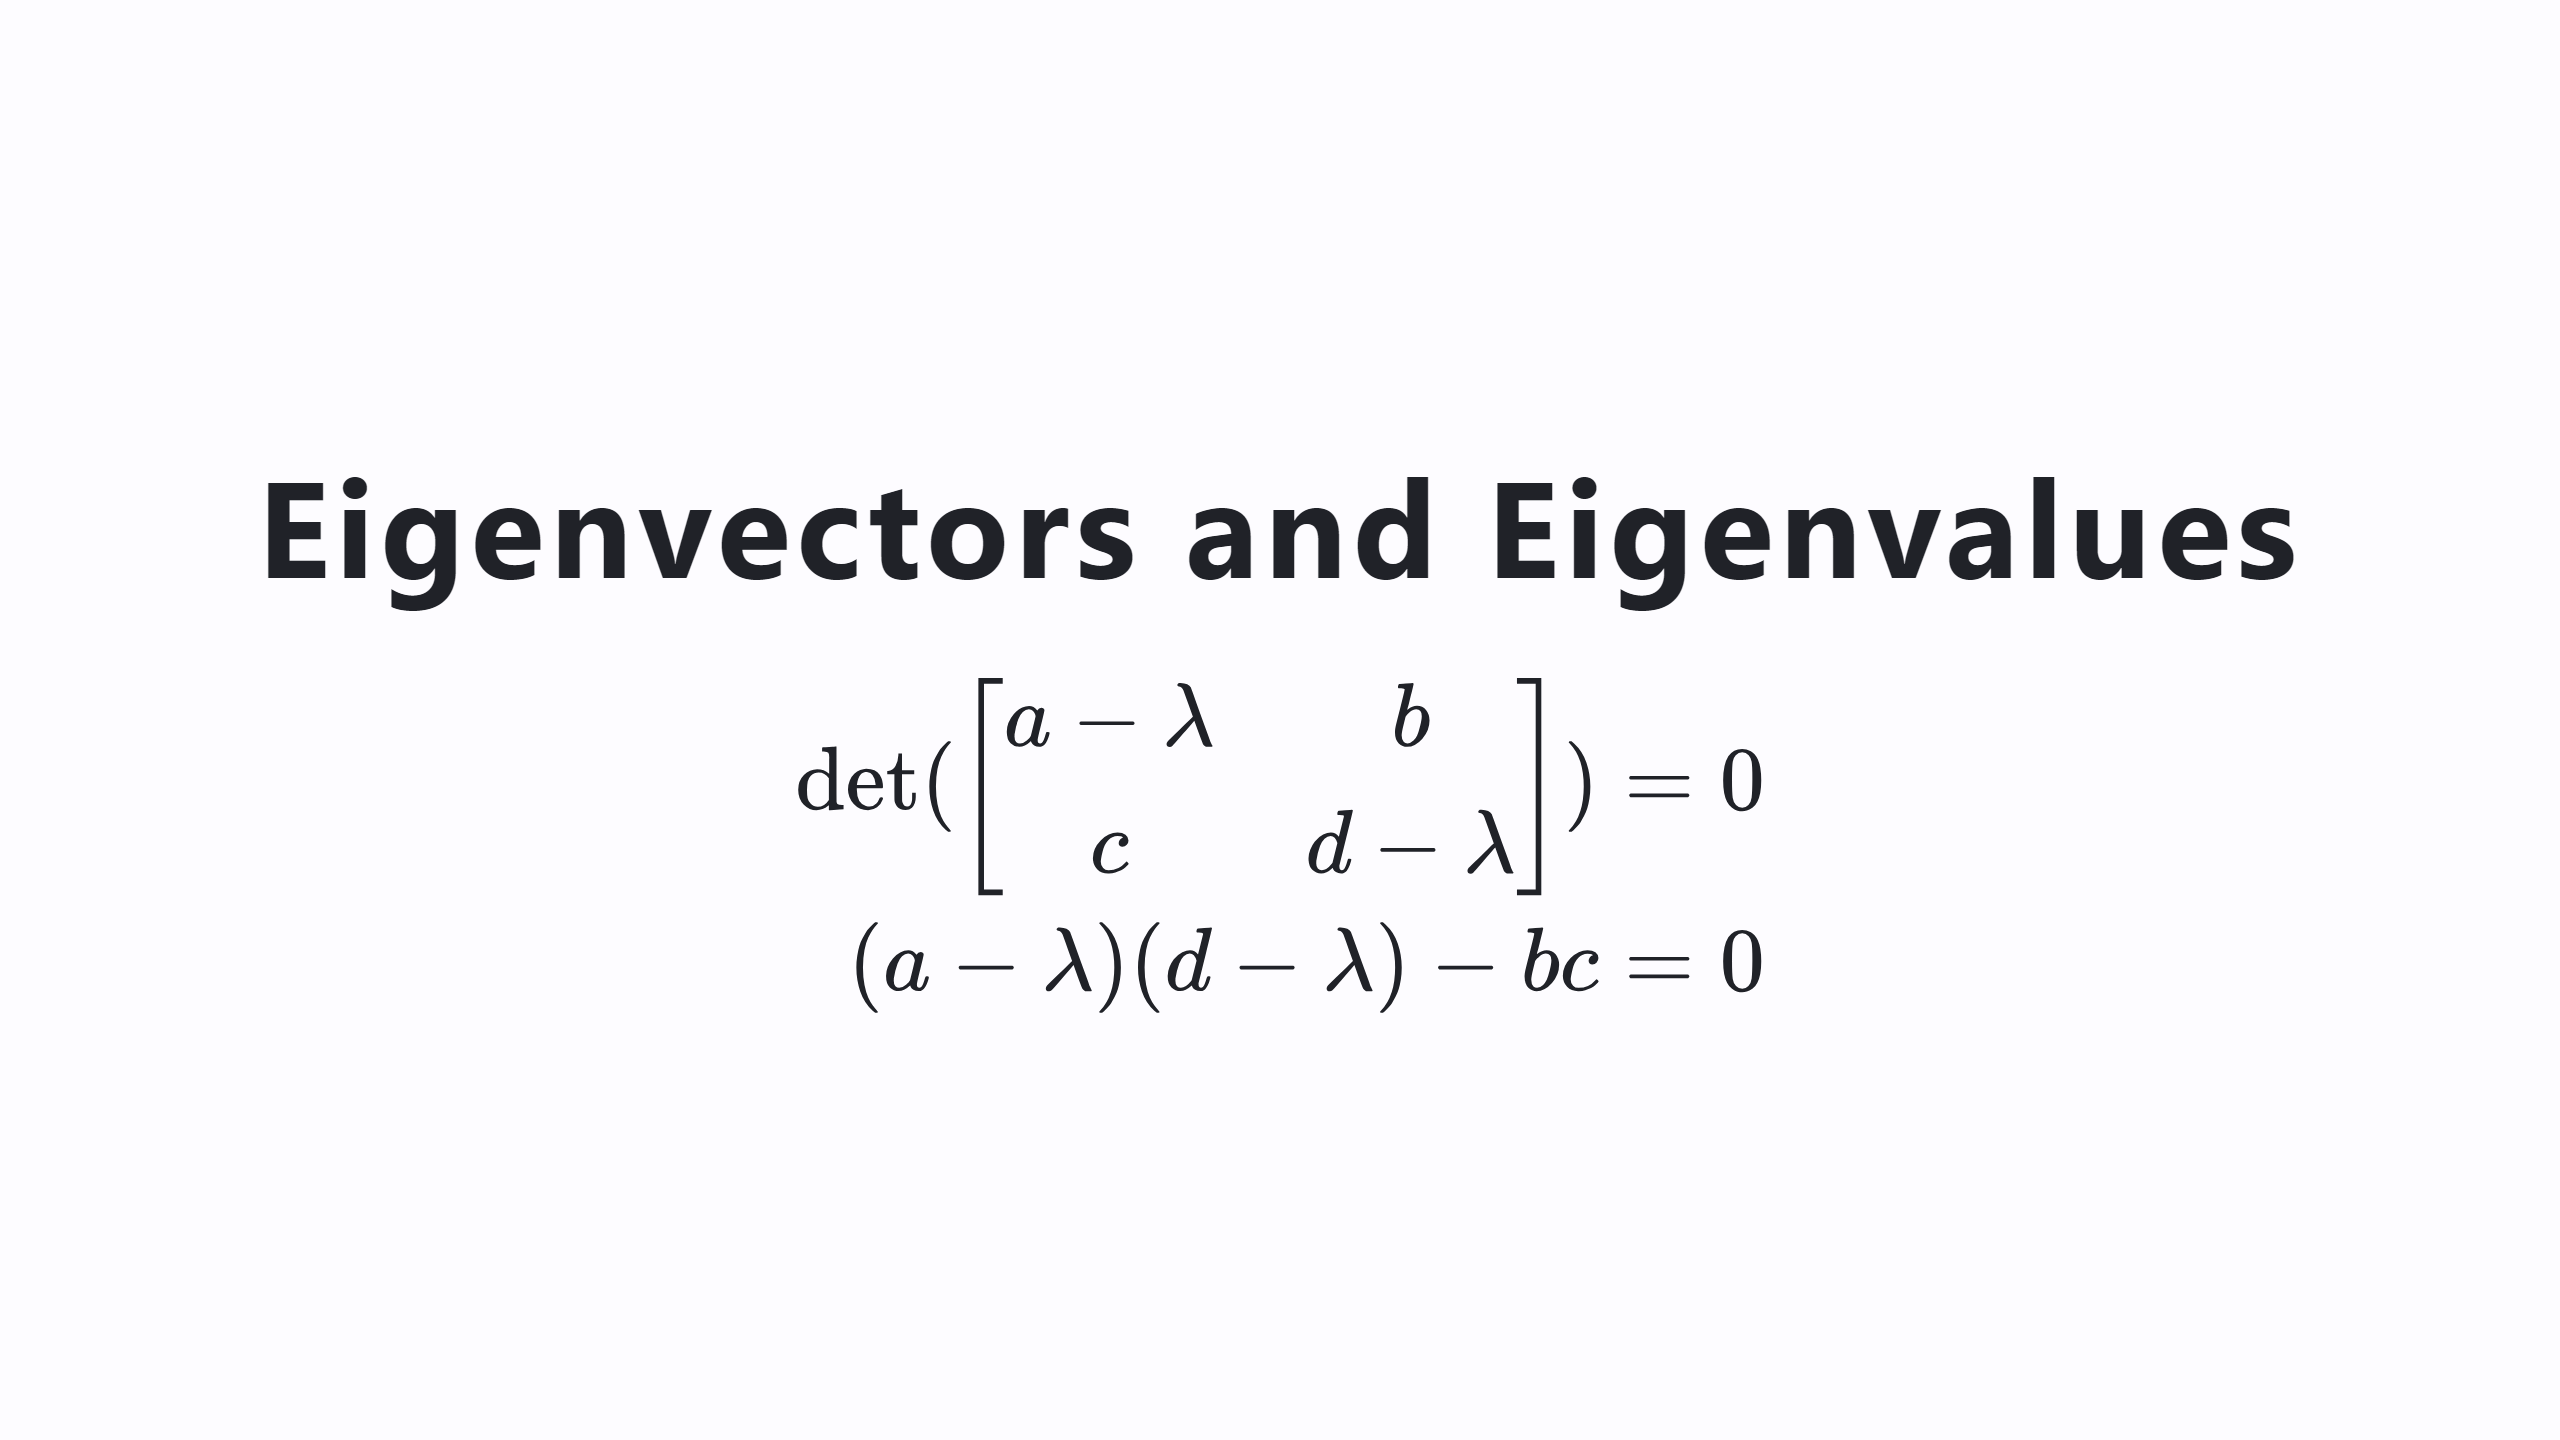 Eigenvectors and Eigenvalues
det([a − λ b
c d − λ]) = 0
(a − λ)(d − λ) − bc = 0